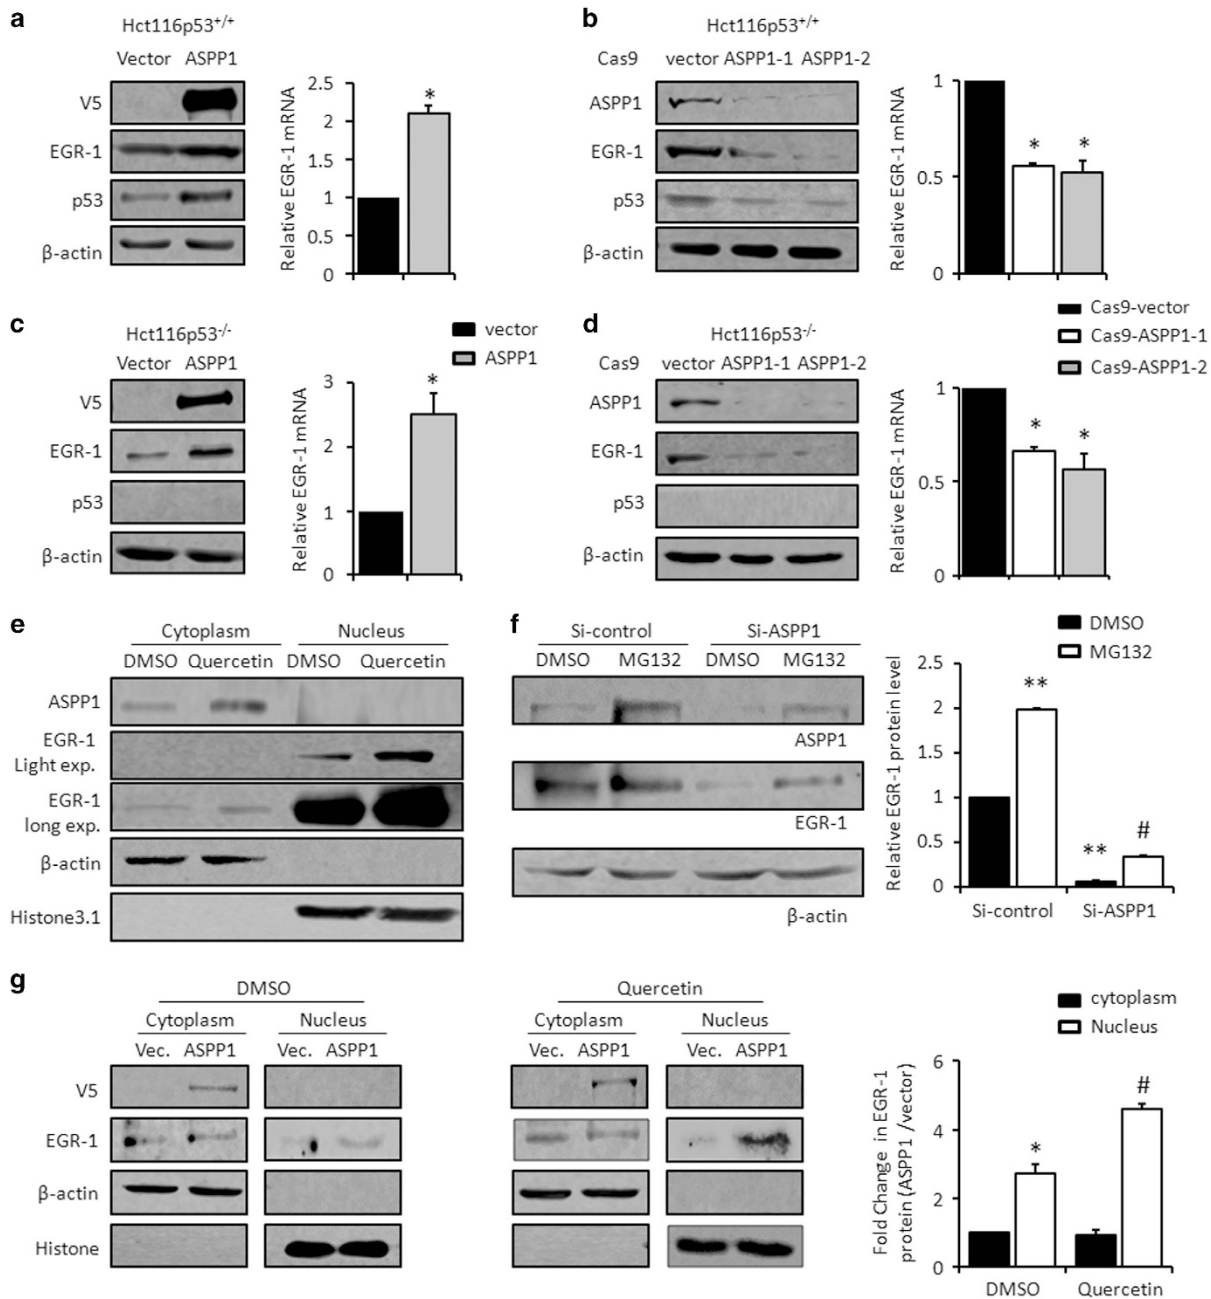 a
Hct116p53+/+
Vector ASPP1
V5
EGR-1
p53
β-actin
Relative EGR-1 mRNA
2.5
2
1.5
1
0.5
0
*
b
Hct116p53+/+
Cas9 vector ASPP1-1 ASPP1-2
ASPP1
EGR-1
p53
β-actin
Relative EGR-1 mRNA
1
0.5
0
* *
c
Hct116p53-/-
Vector ASPP1
V5
EGR-1
p53
β-actin
vector
ASPP1
Relative EGR-1 mRNA
3
2
1
0
*
d
Hct116p53-/-
Cas9 vector ASPP1-1 ASPP1-2
ASPP1
EGR-1
p53
β-actin
Cas9-vector
Cas9-ASPP1-1
Cas9-ASPP1-2
Relative EGR-1 mRNA
1
0.5
0
* *
e
Cytoplasm Nucleus
DMSO Quercetin DMSO Quercetin
ASPP1
EGR-1
Light exp.
EGR-1
long exp.
β-actin
Histone3.1
f
Si-control Si-ASPP1
DMSO MG132 DMSO MG132
ASPP1
EGR-1
β-actin
DMSO
MG132
Relative EGR-1 protein level
2.5
2
1.5
1
0.5
0
** ** #
Si-control Si-ASPP1
g
DMSO
Cytoplasm Nucleus
Vec. ASPP1 Vec. ASPP1
V5
EGR-1
β-actin
Histone
Quercetin
Cytoplasm Nucleus
Vec. ASPP1 Vec. ASPP1
cytoplasm
Nucleus
Fold Change in EGR-1
protein (ASPP1 /vector)
6
4
2
0
* #
DMSO Quercetin